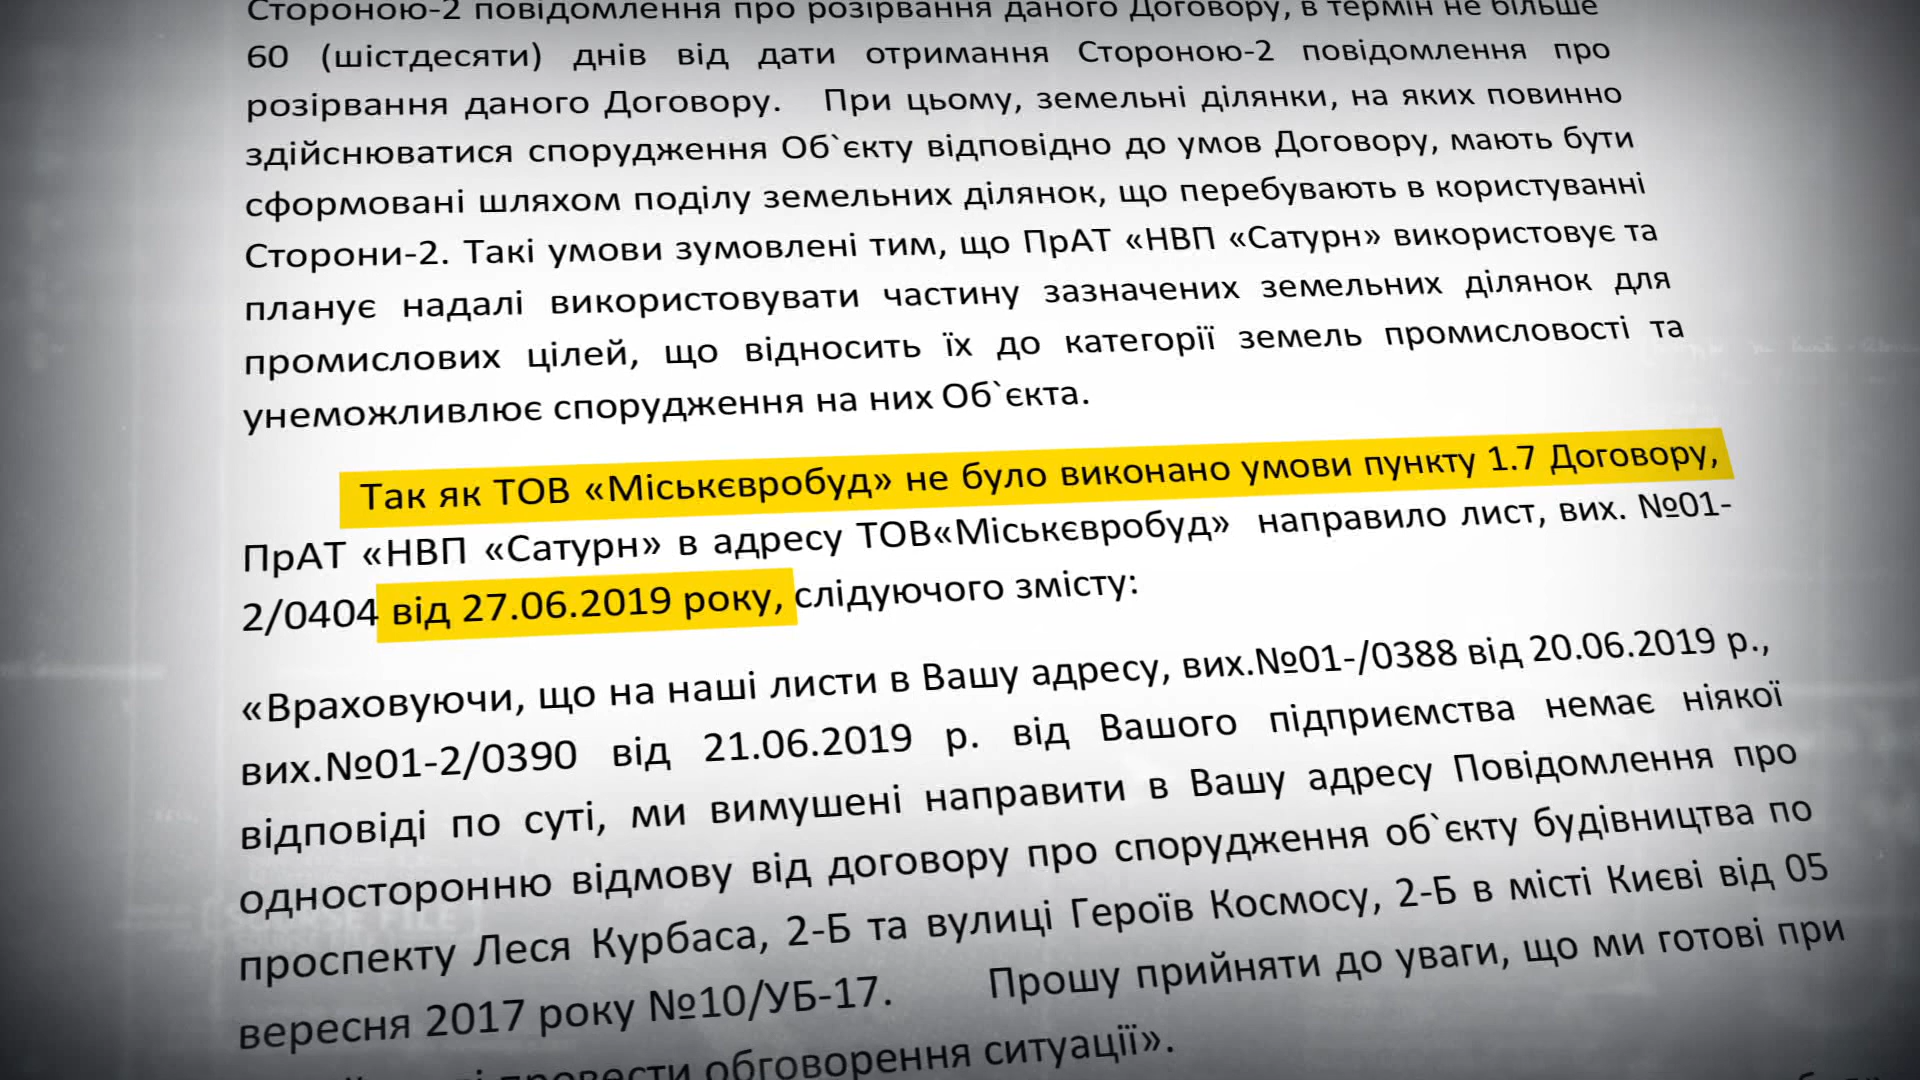 Стороною-2 повідомлення про розірвання даного Договору, в термін не більше
60 (шістдесяти) днів від дати отримання Стороною-2 повідомлення про
розірвання даного Договору. При цьому, земельні ділянки, на яких повинно
здійснюватися спорудження Об`єкту відповідно до умов Договору, мають бути
сформовані шляхом поділу земельних ділянок, що перебувають в користуванні
Сторони-2. Такі умови зумовлені тим, що ПрАТ «НВП «Сатурн» використовує та
планує надалі використовувати частину зазначених земельних ділянок для
промислових цілей, що відносить їх до категорії земель промисловості та
унеможливлює спорудження на них Об`єкта.
Так як ТОВ «Міськєвробуд» не було виконано умови пункту 1.7 Договору,
ПрАТ «НВП «Сатурн» в адресу ТОВ«Міськєвробуд» направило лист, вих. №01-
2/0404 від 27.06.2019 року, слідуючого змісту:
«Враховуючи, що на наші листи в Вашу адресу, вих.№01-/0388 від 20.06.2019 р.,
вих.№01-2/0390 від 21.06.2019 р. від Вашого підприємства немає ніякої
відповіді по суті, ми вимушені направити в Вашу адресу Повідомлення про
односторонню відмову від договору про спорудження об`єкту будівництва по
проспекту Леся Курбаса, 2-Б та вулиці Героїв Космосу, 2-Б в місті Києві від 05
вересня 2017 року №10/УБ-17. Прошу прийняти до уваги, що ми готові при
провести обговорення ситуації».